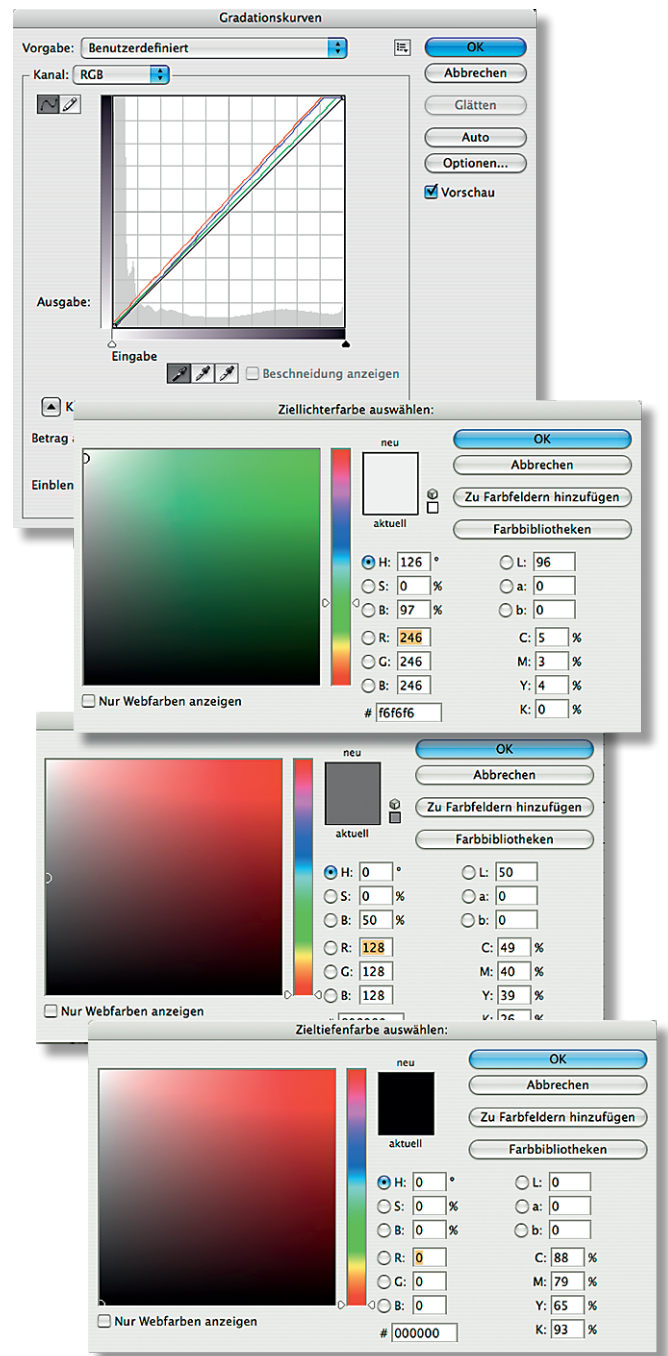 Gradationskurven
Vorgabe: Benutzerdefiniert
OK
Kanal: RGB
Abbrechen
Glätten
Auto
Optionen...
Vorschau
Ausgabe:
Eingabe
Beschneidung anzeigen
K
Betrag
Einblen
Ziellichterfarbe auswählen:
neu
aktuell
OK
Abbrechen
Zu Farbfeldern hinzufügen
Farbbibliotheken
H: 126 ° L: 96
S: 0 % a: 0
B: 97 % b: 0
R: 246 C: 5 %
G: 246 M: 3 %
B: 246 Y: 4 %
# f6f6f6 K: 0 %
Nur Webfarben anzeigen
neu
aktuell
OK
Abbrechen
Zu Farbfeldern hinzufügen
Farbbibliotheken
H: 0 ° L: 50
S: 0 % a: 0
B: 50 % b: 0
R: 128 C: 49 %
G: 128 M: 40 %
B: 128 Y: 39 %
K: 26 %
Nur Webfarben anzeigen
Zieltiefenfarbe auswählen:
neu
aktuell
OK
Abbrechen
Zu Farbfeldern hinzufügen
Farbbibliotheken
H: 0 ° L: 0
S: 0 % a: 0
B: 0 % b: 0
R: 0 C: 88 %
G: 0 M: 79 %
B: 0 Y: 65 %
# 000000 K: 93 %
Nur Webfarben anzeigen